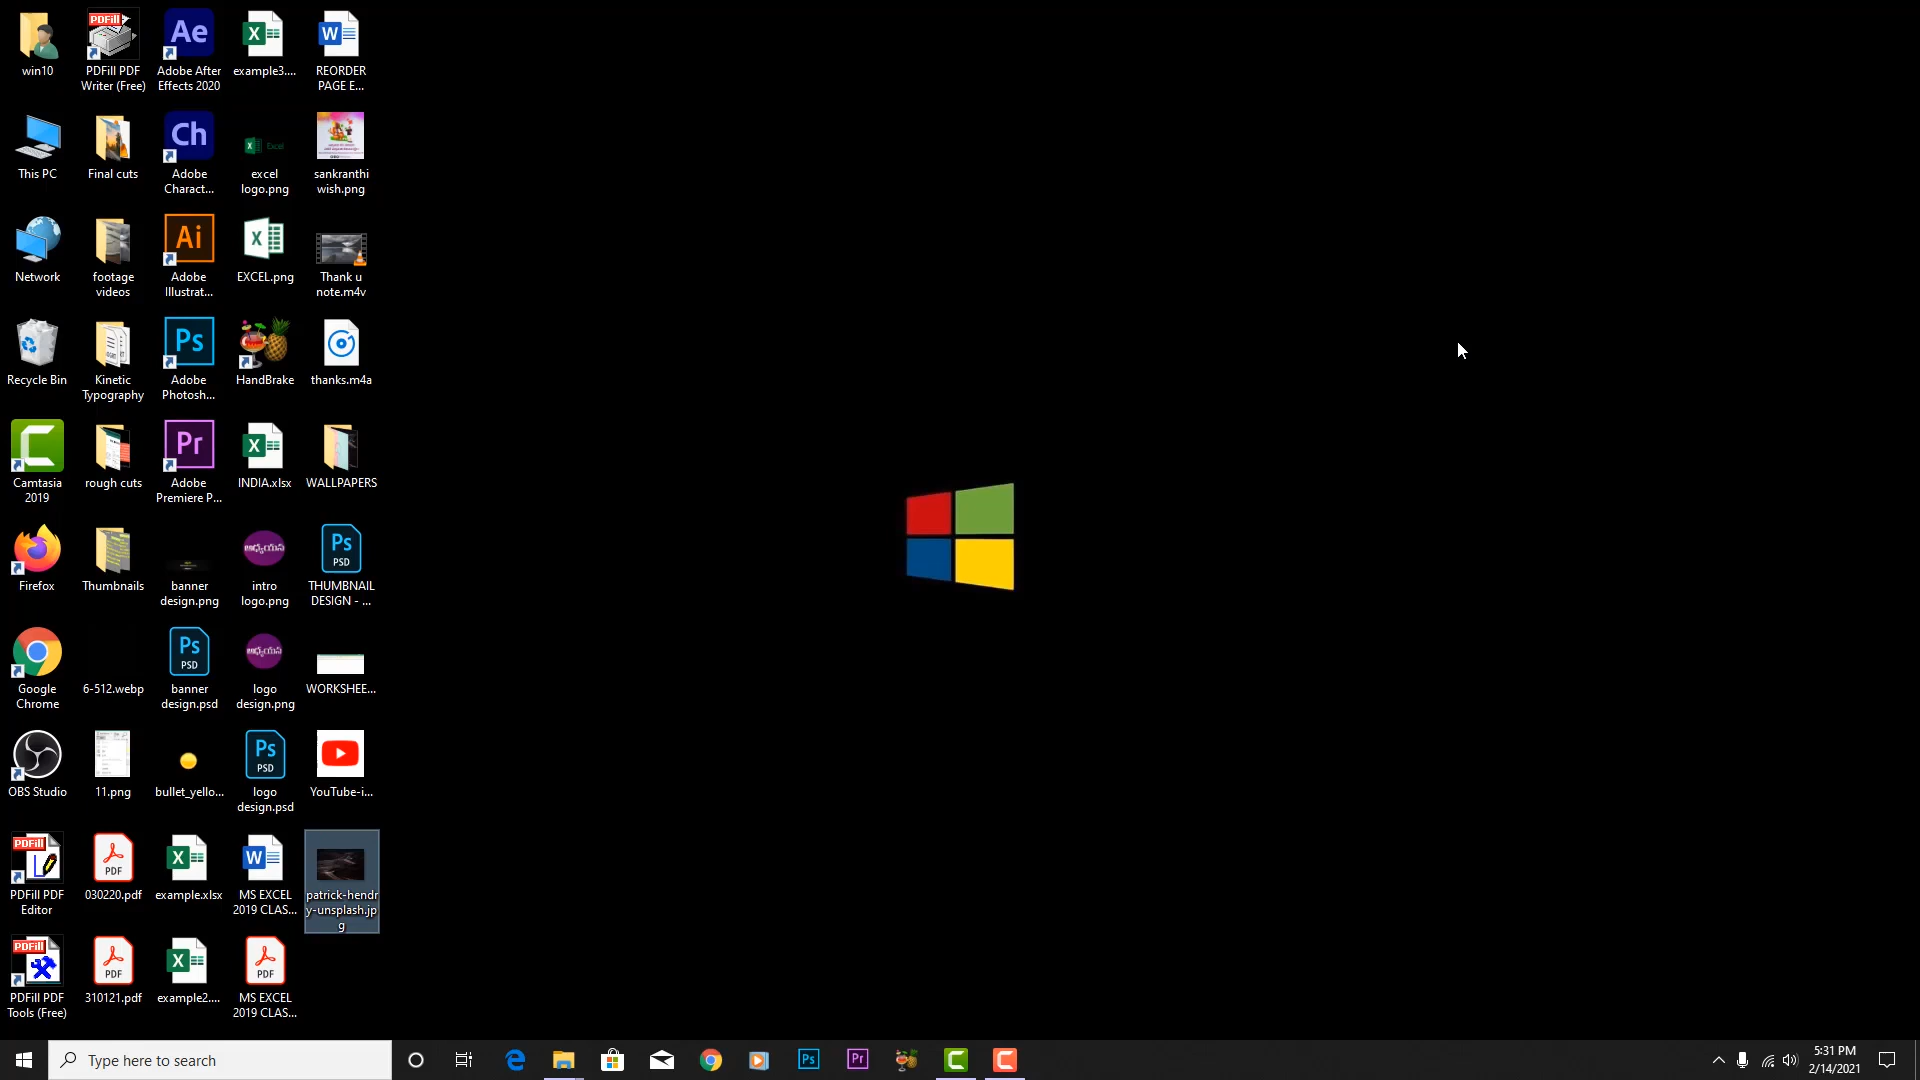 win10
PDFill PDF
Writer (Free)
Adobe After
Effects 2020
example3....
REORDER
PAGE E...
This PC
Final cuts
Adobe
Charact...
excel
logo.png
sankranthi
wish.png
Network
footage
videos
Adobe
Illustrat...
EXCEL.png
Thank u
note.m4v
Recycle Bin
Kinetic
Typography
Adobe
Photosh...
HandBrake
thanks.m4a
Camtasia
2019
rough cuts
Adobe
Premiere P...
INDIA.xlsx
WALLPAPERS
Firefox
Thumbnails
banner
design.png
intro
logo.png
THUMBNAIL
DESIGN - ...
Google
Chrome
6-512.webp
banner
design.psd
logo
design.png
WORKSHEE...
OBS Studio
11.png
bullet_yello...
logo
design.psd
YouTube-i...
PDFill PDF
Editor
030220.pdf
example.xlsx
MS EXCEL
2019 CLAS...
patrick-hendr
y-unsplash.jp
g
PDFill PDF
Tools (Free)
310121.pdf
example2....
MS EXCEL
2019 CLAS...
Type here to search
5:31 PM
2/14/2021